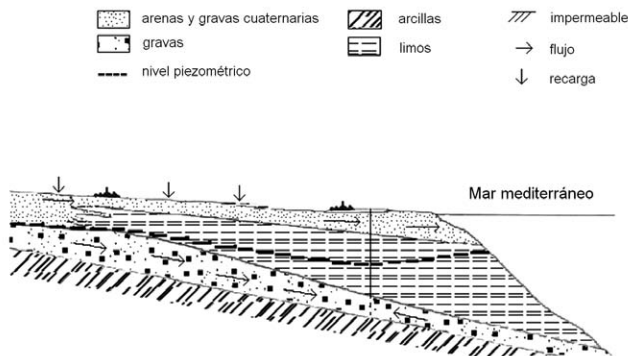 arenas y gravas cuaternarias
gravas
nivel piezométrico
arcillas
limos
impermeable
flujo
recarga
Mar mediterráneo